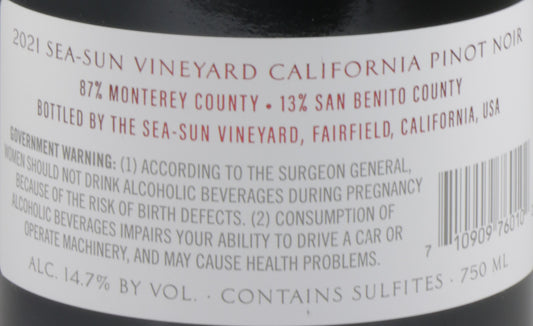 2021 SEA-SUN VINEYARD CALIFORNIA PINOT NOIR
87% MONTEREY COUNTY • 13% SAN BENITO COUNTY
BOTTLED BY THE SEA-SUN VINEYARD, FAIRFIELD, CALIFORNIA, USA
GOVERNMENT WARNING: (1) ACCORDING TO THE SURGEON GENERAL,
WOMEN SHOULD NOT DRINK ALCOHOLIC BEVERAGES DURING PREGNANCY
BECAUSE OF THE RISK OF BIRTH DEFECTS. (2) CONSUMPTION OF
ALCOHOLIC BEVERAGES IMPAIRS YOUR ABILITY TO DRIVE A CAR OR
OPERATE MACHINERY, AND MAY CAUSE HEALTH PROBLEMS.
7 10909 76010
ALC. 14.7% BY VOL. · CONTAINS SULFITES · 750 ML